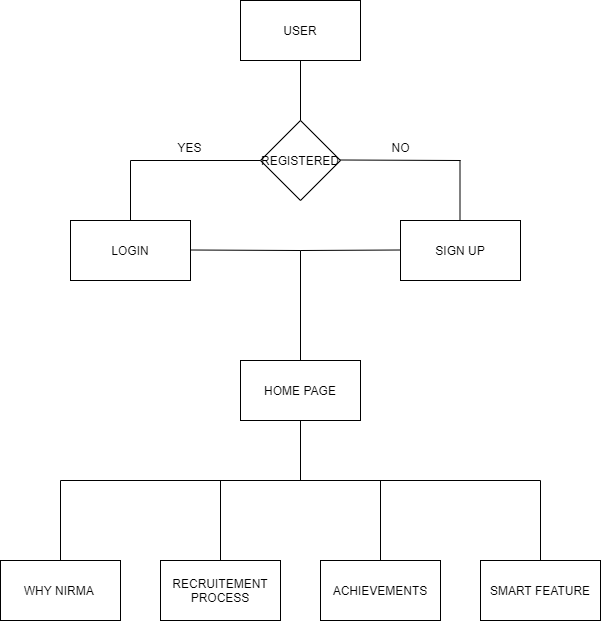 USER
YES
NO
REGISTERED
LOGIN
SIGN UP
HOME PAGE
WHY NIRMA
RECRUITEMENT
PROCESS
ACHIEVEMENTS
SMART FEATURE